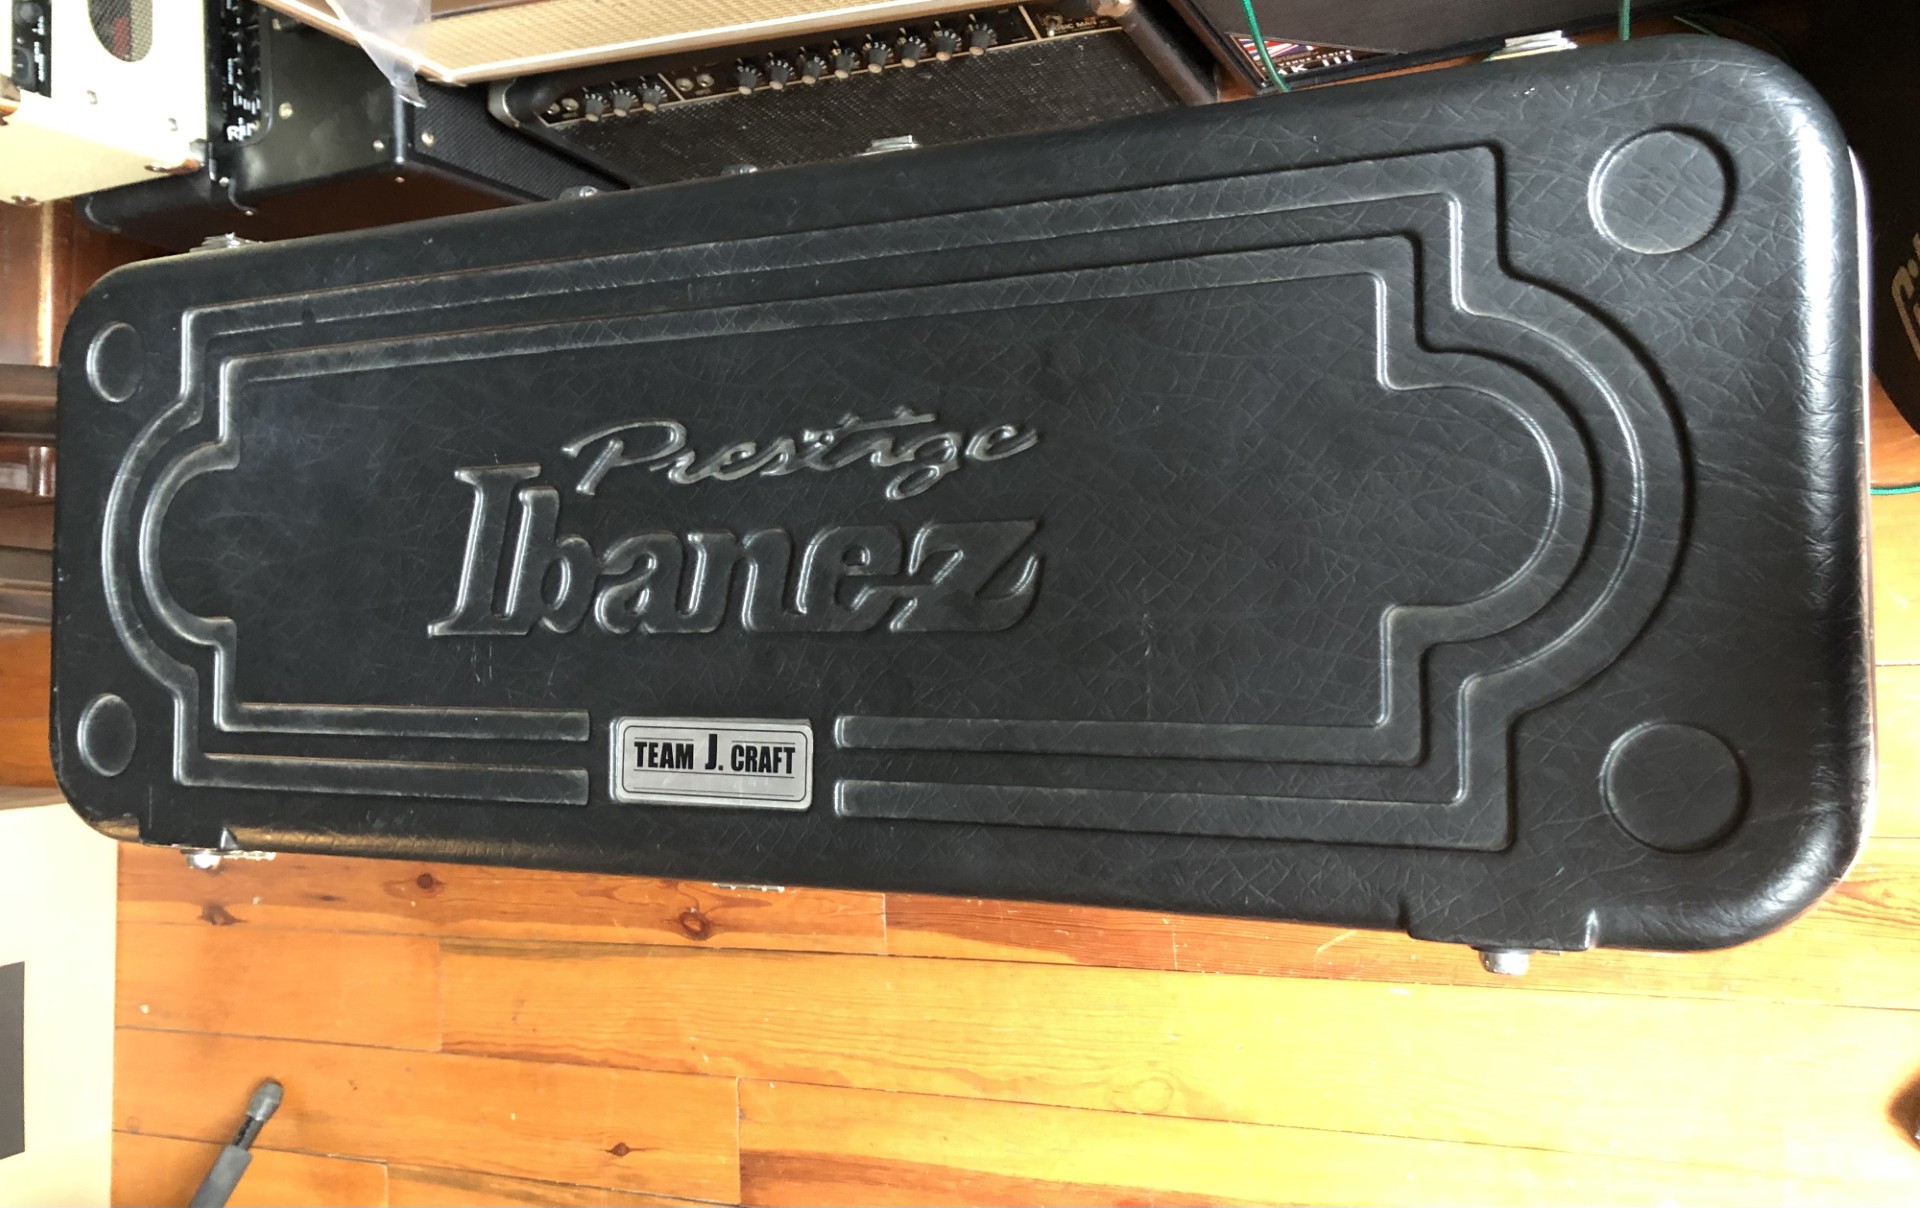 Prestige
Ibanez
TEAM J. CRAFT